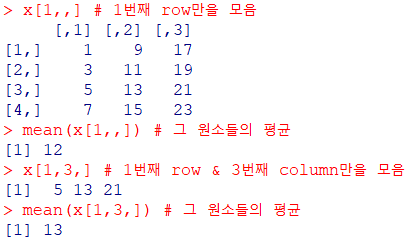 > x[1,,] # 1번째 row만을 모음
     [,1] [,2] [,3]
[1,]    1    9   17
[2,]    3   11   19
[3,]    5   13   21
[4,]    7   15   23
> mean(x[1,,]) # 그 원소들의 평균
[1] 12
> x[1,3,] # 1번째 row & 3번째 column만을 모음
[1]  5 13 21
> mean(x[1,3,]) # 그 원소들의 평균
[1] 13